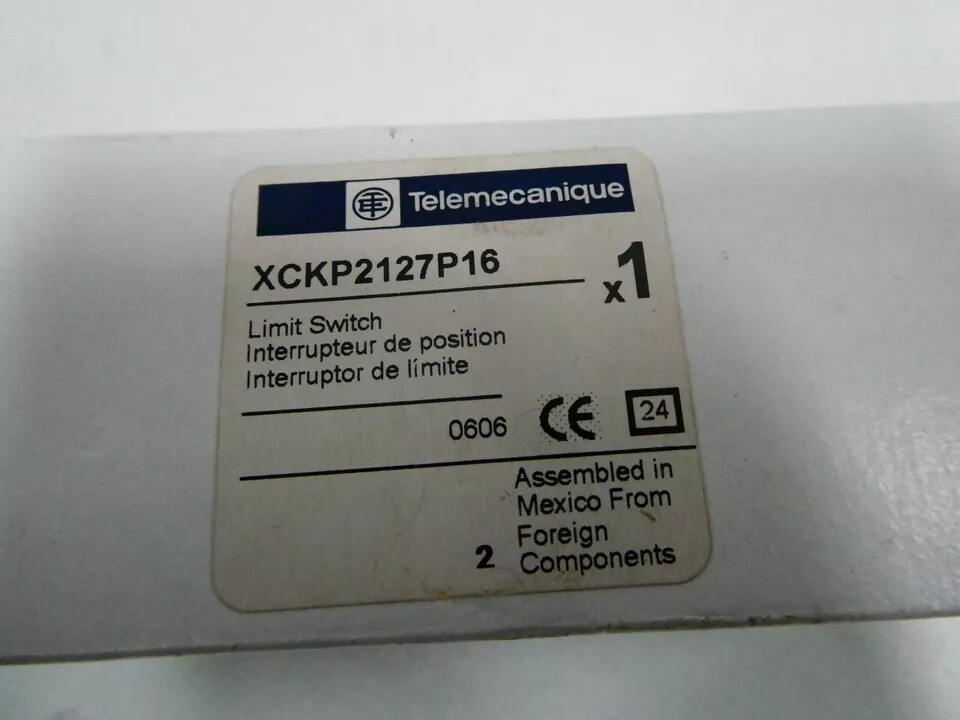 Telemecanique
XCKP2127P16
x1
Limit Switch
Interrupteur de position
Interruptor de límite
0606 CE 24
Assembled in
Mexico From
Foreign
2 Components